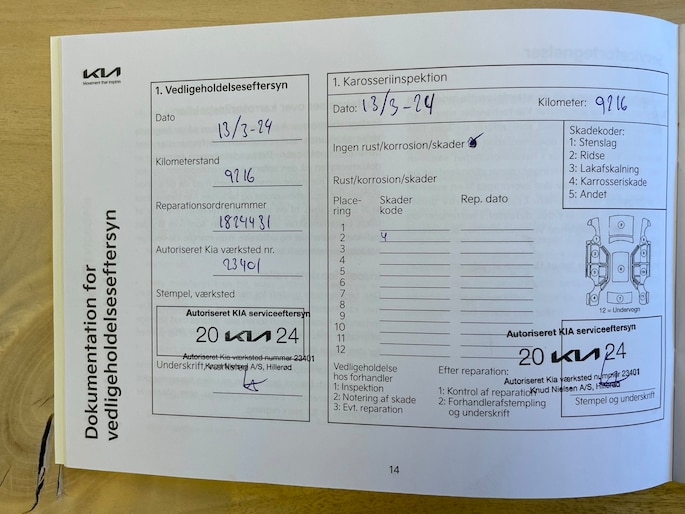 KIA
Movement that inspires
Dokumentation for
vedligeholdelseseftersyn
1. Vedligeholdelseseftersyn
Dato
13/3-24
Kilometerstand
9216
Reparationsordrenummer
1824431
Autoriseret Kia værksted nr.
23401
Stempel, værksted
Autoriseret KIA serviceeftersyn
20 KIA 24
Autoriseret Kia værksted nummer 23401
Knud Nielsen A/S, Hillerød
Underskrift, værksted
1. Karosseriinspektion
Dato: 13/3-24 Kilometer: 9216
Ingen rust/korrosion/skader
Rust/korrosion/skader
Place-
ring
Skader
kode
Rep. dato
1
2 4
3
4
5
6
7
8
9
10
11
12
Skadekoder:
1: Stenslag
2: Ridse
3: Lakafskalning
4: Karrosseriskade
5: Andet
12 = Undervogn
Vedligeholdelse
hos forhandler
1: Inspektion
2: Notering af skade
3: Evt. reparation
Efter reparation:
1: Kontrol af reparation
2: Forhandlerafstempling
og underskrift
Autoriseret KIA serviceeftersyn
20 KIA 24
Autoriseret Kia værksted nummer 23401
Knud Nielsen A/S, Hillerød
Stempel og underskrift
14